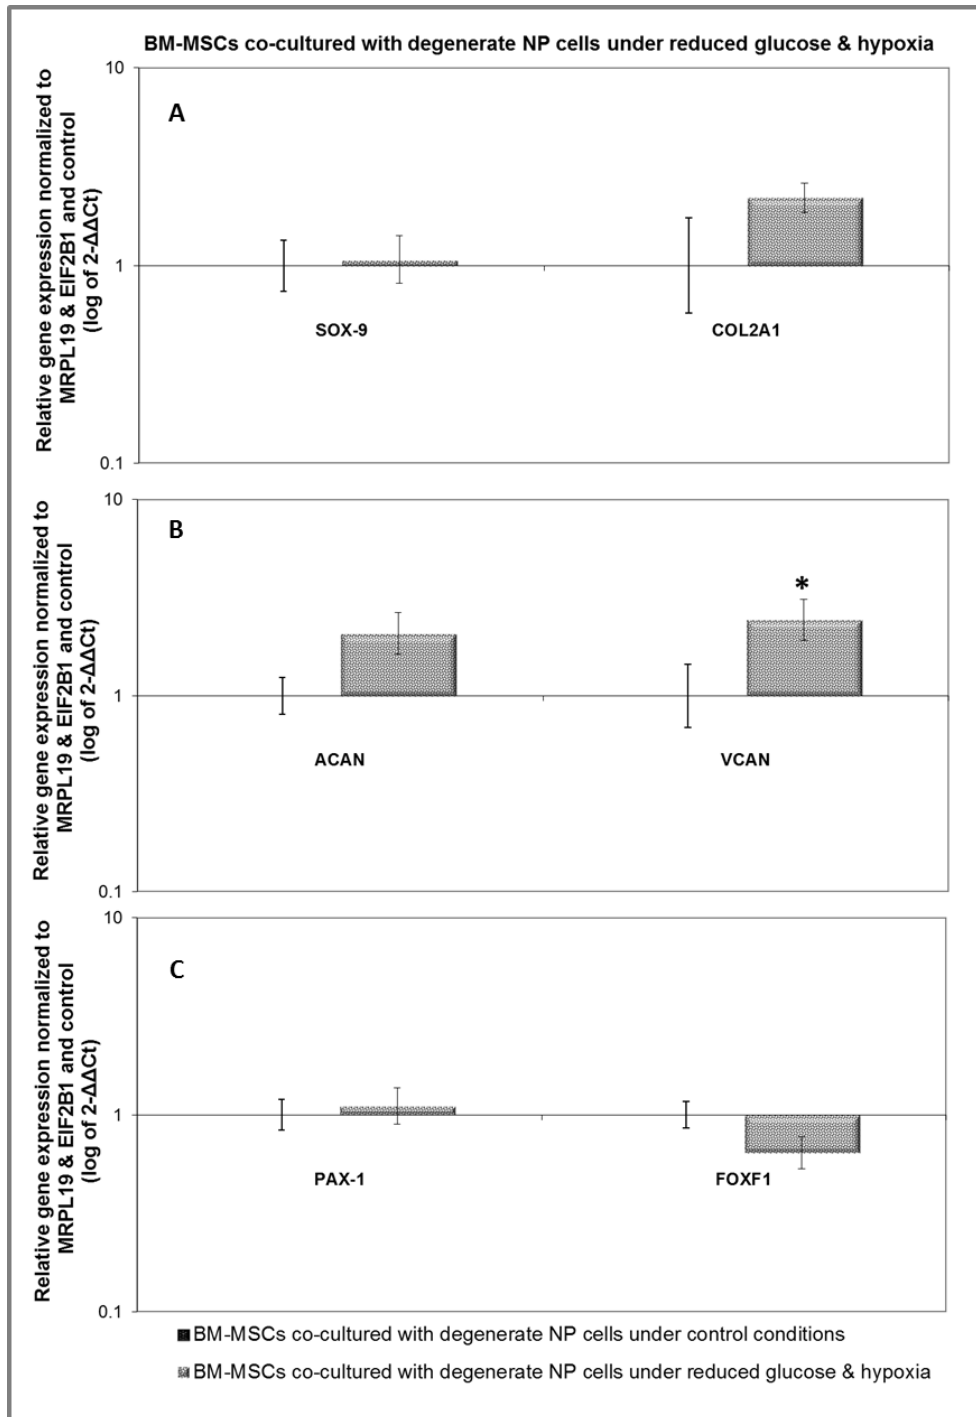 BM-MSCs co-cultured with degenerate NP cells under reduced glucose & hypoxia
Relative gene expression normalized to
MRPL19 & EIF2B1 and control
(log of 2-ΔΔCt)
10
1
0.1
A
SOX-9
COL2A1
Relative gene expression normalized to
MRPL19 & EIF2B1 and control
(log of 2-ΔΔCt)
10
1
0.1
B
*
ACAN
VCAN
Relative gene expression normalized to
MRPL19 & EIF2B1 and control
(log of 2-ΔΔCt)
10
1
0.1
C
PAX-1
FOXF1
BM-MSCs co-cultured with degenerate NP cells under control conditions
BM-MSCs co-cultured with degenerate NP cells under reduced glucose & hypoxia